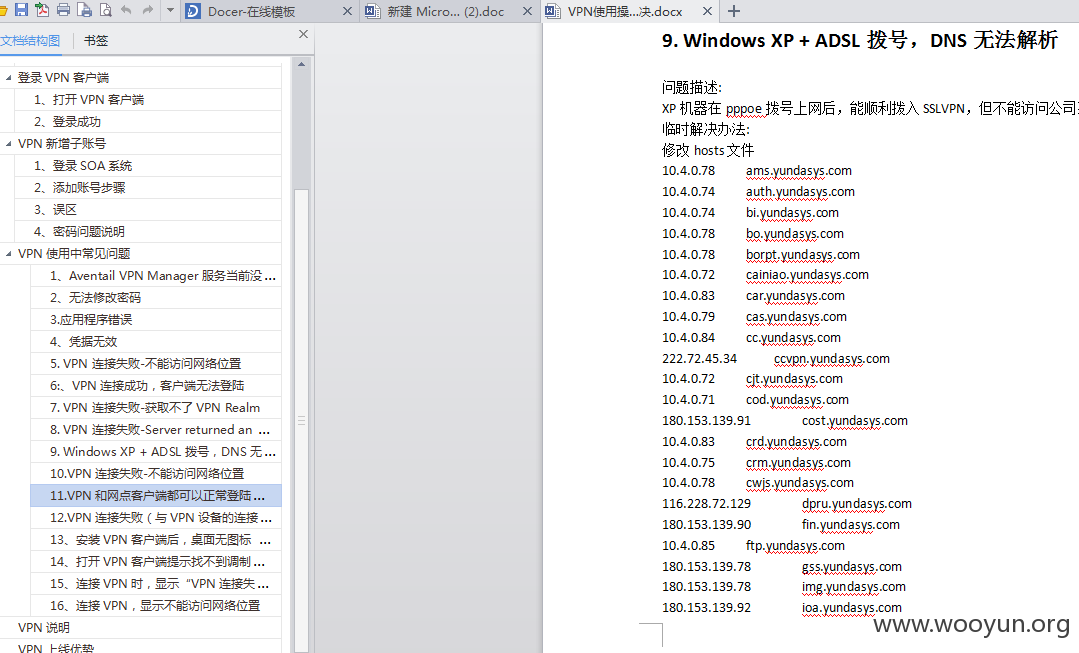 Docer-在线模板
新建 Micro... (2).doc
VPN使用操...决.docx
文档结构图
书签
登录 VPN 客户端
1、打开 VPN 客户端
2、登录成功
VPN 新增子账号
1、登录 SOA 系统
2、添加账号步骤
3、误区
4、密码问题说明
VPN 使用中常见问题
1、Aventail VPN Manager 服务当前没 ...
2、无法修改密码
3.应用程序错误
4、凭据无效
5. VPN 连接失败-不能访问网络位置
6:、VPN 连接成功，客户端无法登陆
7. VPN 连接失败-获取不了 VPN Realm
8. VPN 连接失败-Server returned an ...
9. Windows XP + ADSL 拨号，DNS 无...
10.VPN 连接失败-不能访问网络位置
11.VPN 和网点客户端都可以正常登陆 ...
12.VPN 连接失败（与 VPN 设备的连接 ...
13、安装 VPN 客户端后，桌面无图标 ...
14、打开 VPN 客户端提示找不到调制 ...
15、连接 VPN 时，显示“VPN 连接失...
16、连接 VPN，显示不能访问网络位置
VPN 说明
VPN 上线优势
9. Windows XP + ADSL 拨号，DNS 无法解析
问题描述:
XP 机器在 pppoe 拨号上网后，能顺利拨入 SSLVPN，但不能访问公司
临时解决办法:
修改 hosts 文件
10.4.0.78 ams.yundasys.com
10.4.0.74 auth.yundasys.com
10.4.0.74 bi.yundasys.com
10.4.0.78 bo.yundasys.com
10.4.0.78 borpt.yundasys.com
10.4.0.72 cainiao.yundasys.com
10.4.0.83 car.yundasys.com
10.4.0.79 cas.yundasys.com
10.4.0.84 cc.yundasys.com
222.72.45.34 ccvpn.yundasys.com
10.4.0.72 cjt.yundasys.com
10.4.0.71 cod.yundasys.com
180.153.139.91 cost.yundasys.com
10.4.0.83 crd.yundasys.com
10.4.0.75 crm.yundasys.com
10.4.0.78 cwjs.yundasys.com
116.228.72.129 dpru.yundasys.com
180.153.139.90 fin.yundasys.com
10.4.0.85 ftp.yundasys.com
180.153.139.78 gss.yundasys.com
180.153.139.78 img.yundasys.com
180.153.139.92 ioa.yundasys.com
www.wooyun.org